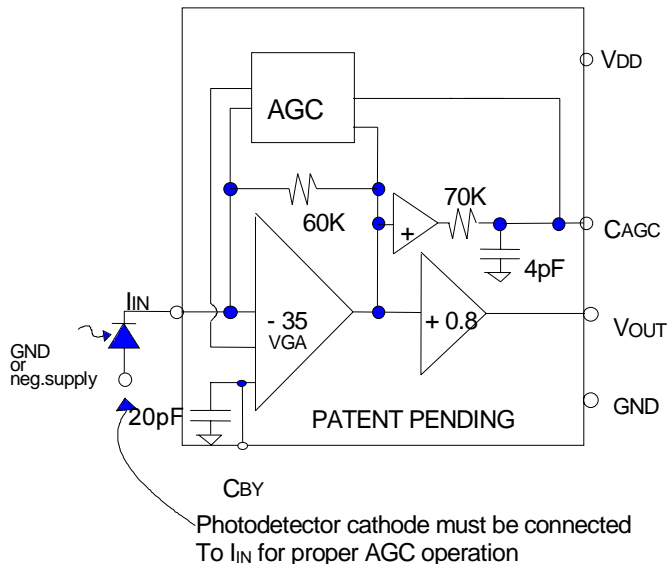 VDD
AGC
60K
70K
+
CAGC
4pF
IIN
- 35
VGA
+ 0.8
VOUT
GND
or
neg.supply
GND
20pF
PATENT PENDING
CBY
Photodetector cathode must be connected
To IIN for proper AGC operation